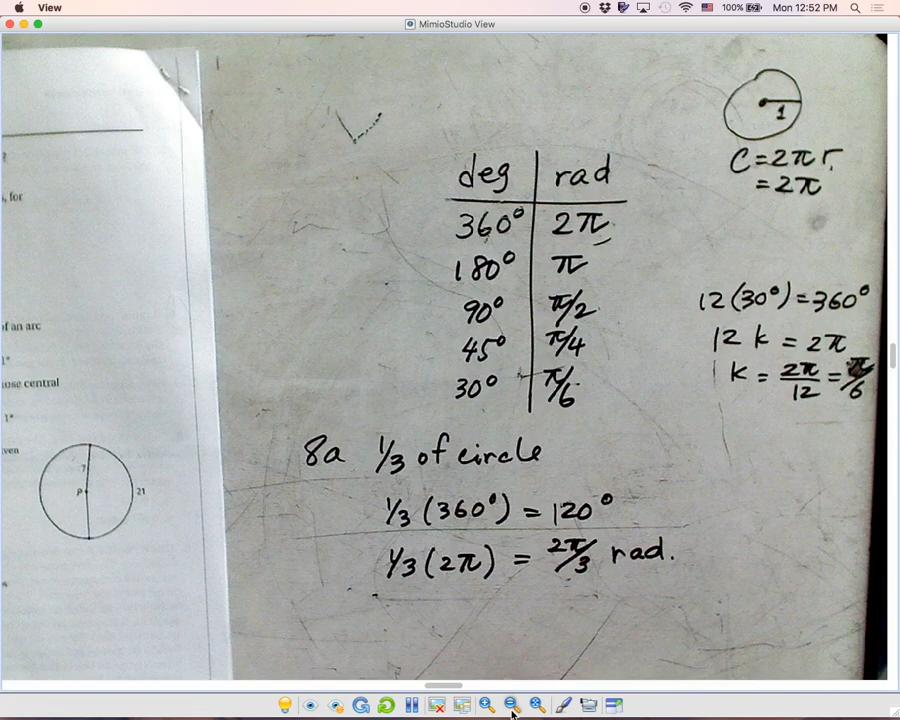 View
100%
Mon 12:52 PM
MimioStudio View
, for
of an arc
1°
ose central
1°
ven
7
P
21
1
C = 2πr
= 2π
deg rad
360° 2π
180° π
90° π/2
45° π/4
30° π/6
12(30°) = 360°
12 k = 2π
k = 2π/12 = π/6
8a 1/3 of circle
1/3 (360°) = 120°
1/3 (2π) = 2π/3 rad.